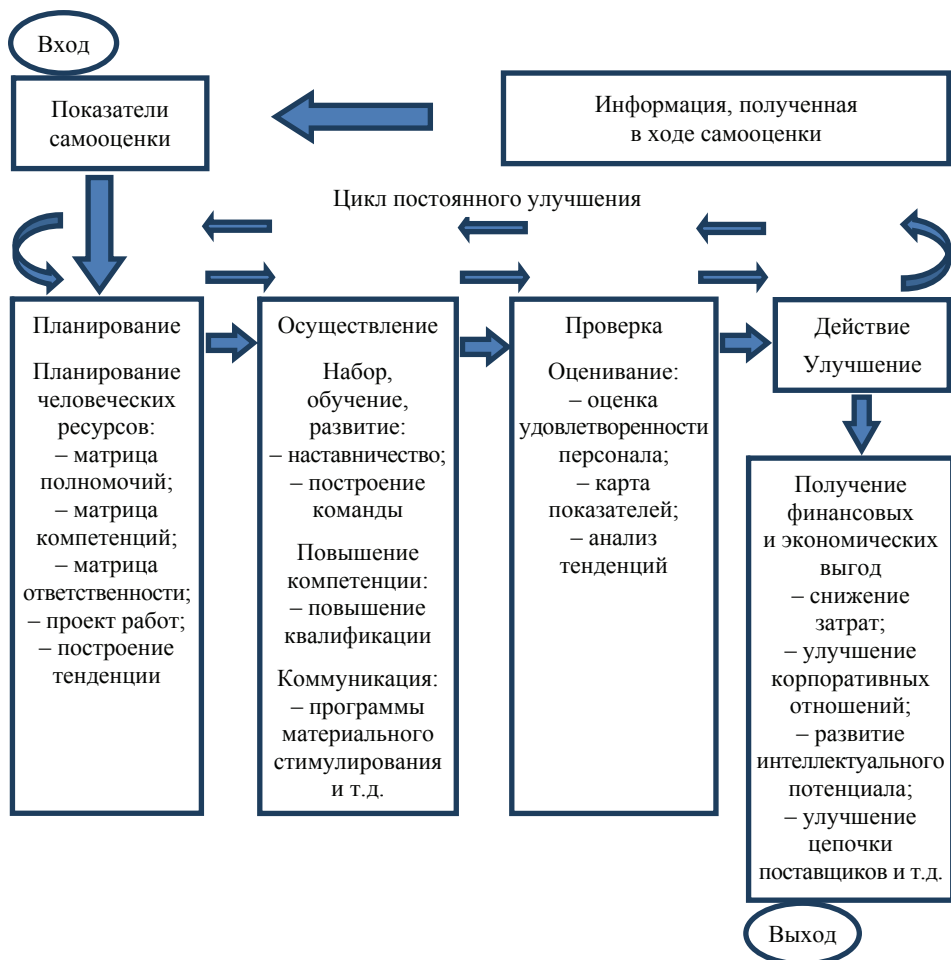 Вход
Показатели
самооценки
Информация, полученная
в ходе самооценки
Цикл постоянного улучшения
Планирование
Планирование
человеческих
ресурсов:
– матрица
полномочий;
– матрица
компетенций;
– матрица
ответственности;
– проект работ;
– построение
тенденции
Осуществление
Набор,
обучение,
развитие:
– наставничество;
– построение
команды
Повышение
компетенции:
– повышение
квалификации
Коммуникация:
– программы
материального
стимулирования
и т.д.
Проверка
Оценивание:
– оценка
удовлетворенности
персонала;
– карта
показателей;
– анализ
тенденций
Действие
Улучшение
Получение
финансовых
и экономических
выгод
– снижение
затрат;
– улучшение
корпоративных
отношений;
– развитие
интеллектуального
потенциала;
– улучшение
цепочки
поставщиков и т.д.
Выход